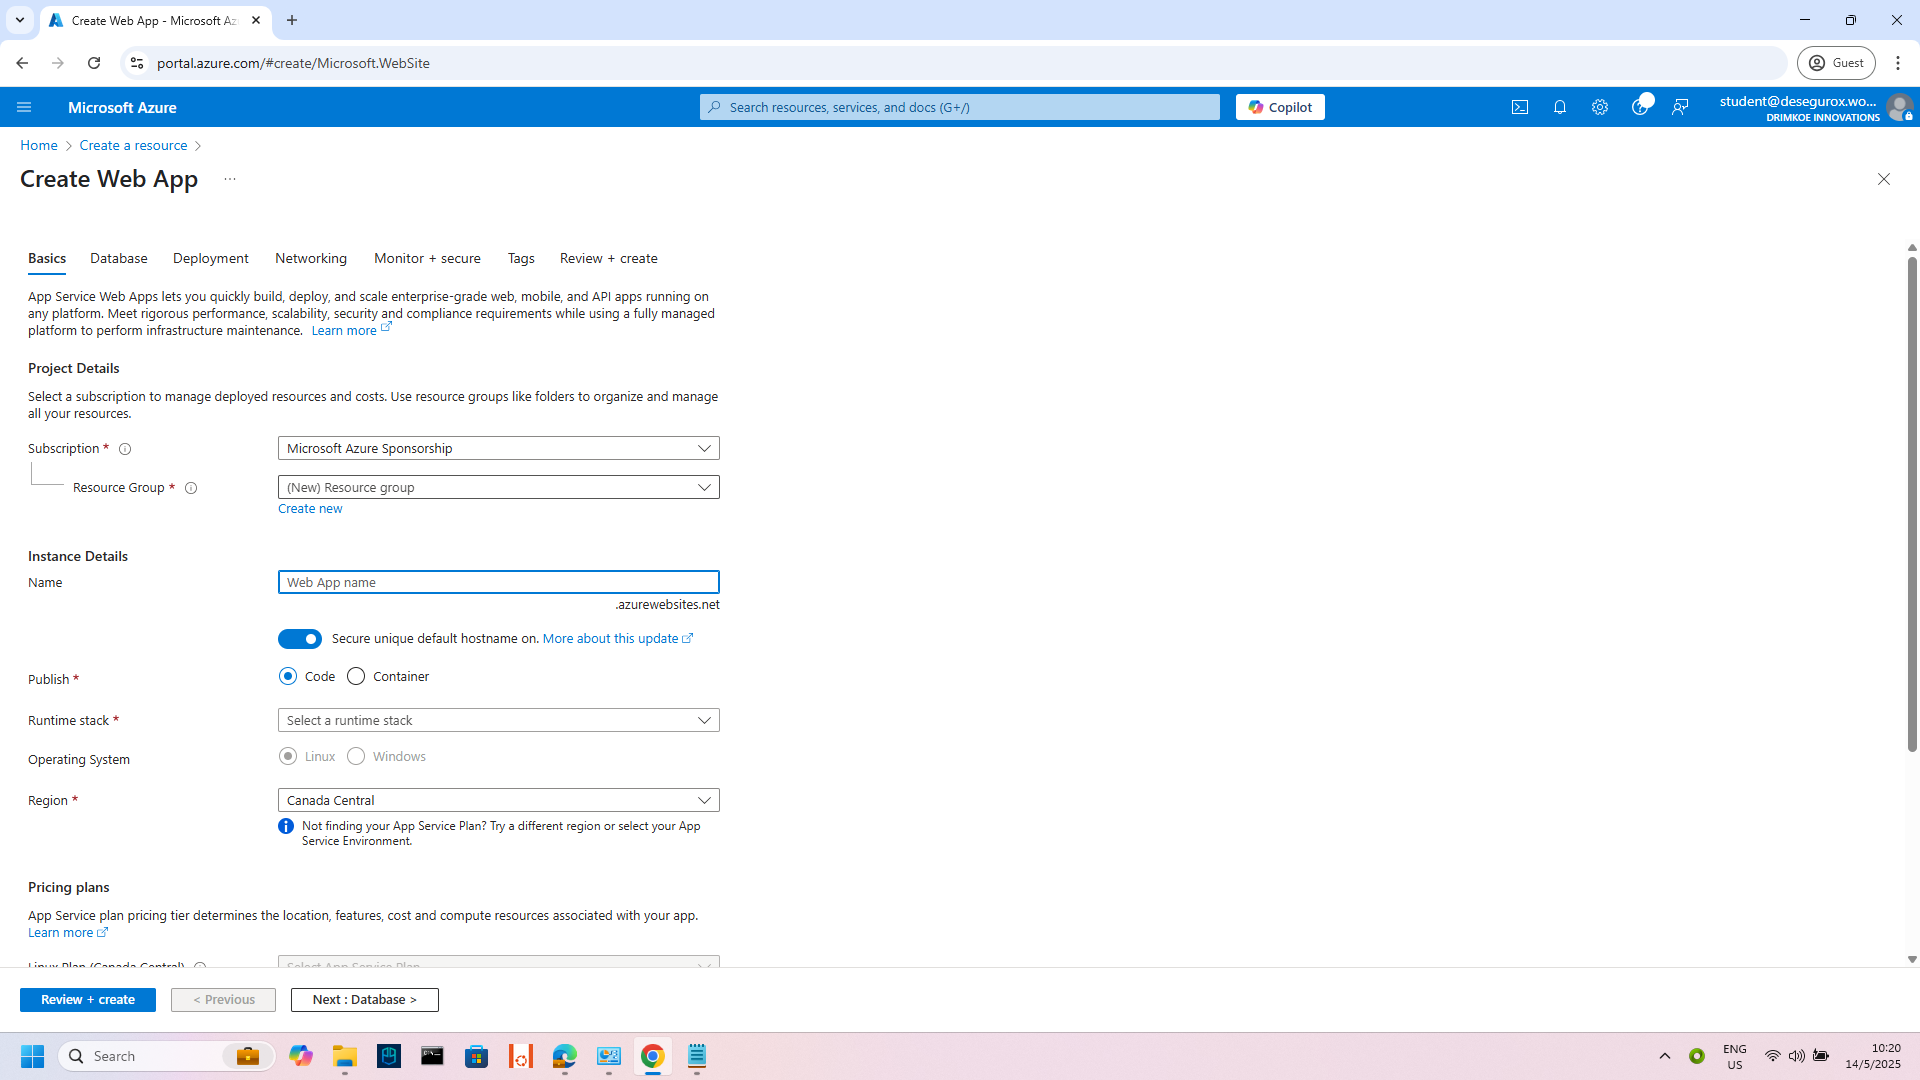 Create Web App - Microsoft Az
portal.azure.com/#create/Microsoft.WebSite
Guest
Microsoft Azure
Search resources, services, and docs (G+/)
Copilot
student@desegurox.wo...
DRIMKOE INNOVATIONS
Home > Create a resource >
Create Web App ...
Basics Database Deployment Networking Monitor + secure Tags Review + create
App Service Web Apps lets you quickly build, deploy, and scale enterprise-grade web, mobile, and API apps running on
any platform. Meet rigorous performance, scalability, security and compliance requirements while using a fully managed
platform to perform infrastructure maintenance. Learn more
Project Details
Select a subscription to manage deployed resources and costs. Use resource groups like folders to organize and manage
all your resources.
Subscription *
Microsoft Azure Sponsorship
Resource Group *
(New) Resource group
Create new
Instance Details
Name
Web App name
.azurewebsites.net
Secure unique default hostname on. More about this update
Publish *
Code Container
Runtime stack *
Select a runtime stack
Operating System
Linux Windows
Region *
Canada Central
Not finding your App Service Plan? Try a different region or select your App
Service Environment.
Pricing plans
App Service plan pricing tier determines the location, features, cost and compute resources associated with your app.
Learn more
Linux Plan (Canada Central)
Select App Service Plan
Review + create
< Previous
Next : Database >
Search
ENG
US
10:20
14/5/2025